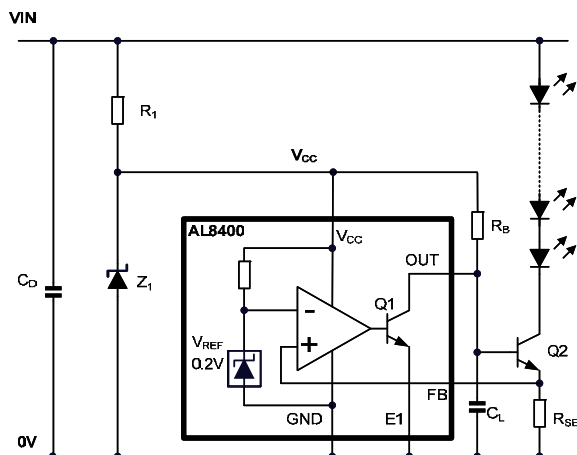 VIN
R1
VCC
AL8400
VCC
RB
OUT
CD
Z1
Q1
VREF
0.2V
-
+
Q2
FB
GND
E1
CL
RSE
0V